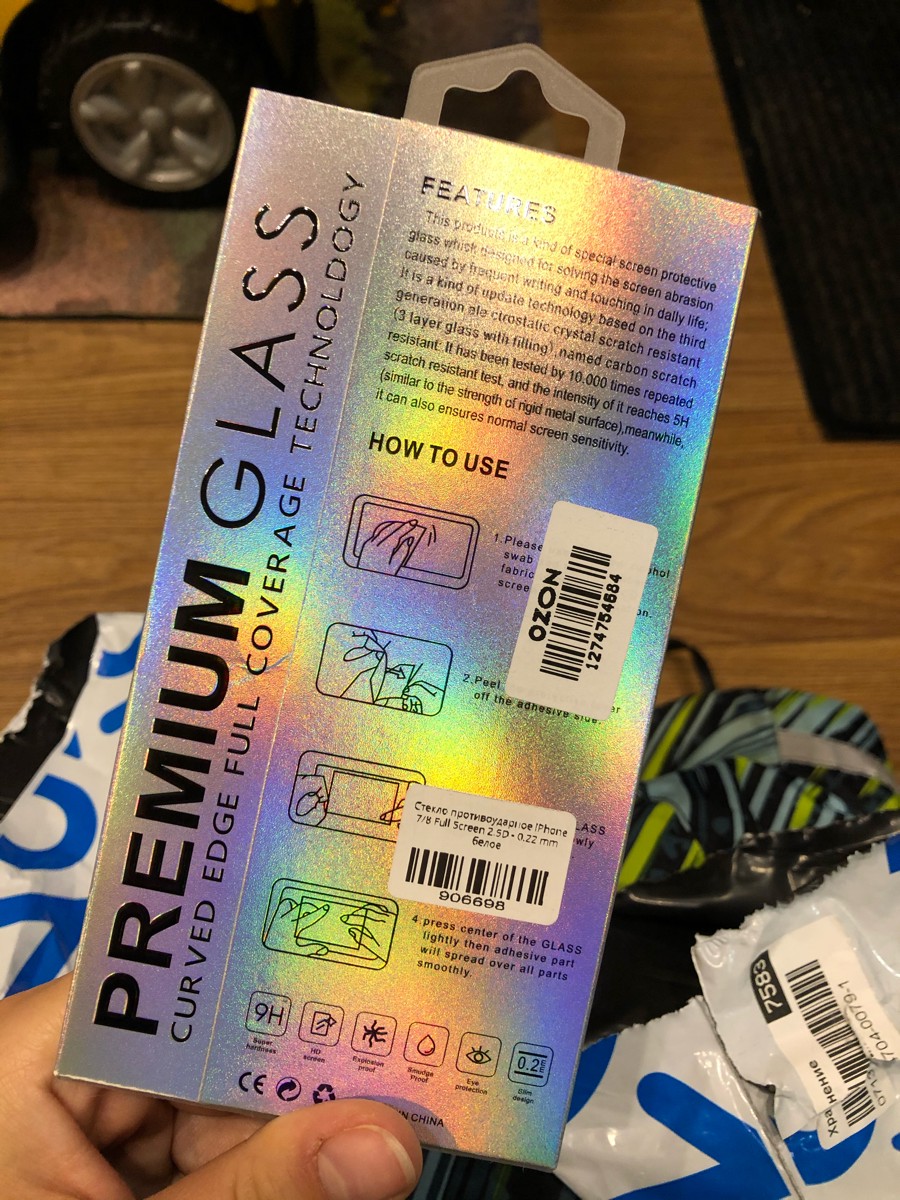 PREMIUM GLASS
CURVED EDGE FULL COVERAGE TECHNOLDOGY
FEATURES
This products is a kind of special screen protective
glass which designed for solving the screen abrasion
caused by frequent writing and touching in dally life;
It is a kind of update technology based on the third
generation ale ctrostatic crystal scratch resistant
(3 layer glass with filling),named carbon scratch
resistant. It has been tested by 10.000 times repeated
scratch resistant test, and the intensity of it reaches 5H
(similar to the strength of rigid metal surface),meanwhile,
it can also ensures normal screen sensitivity.
HOW TO USE
1.Please
swab
fabric
OZON
1274754684
2.Peel
off the adhesive side.
Стекло противоударное iPhone
7/8 Full Screen 2.5D - 0.22 mm
белое
906698
4.press center of the GLASS
lightly then adhesive part
will spread over all parts
smoothly.
9H
Super
hardness
HD
screen
Explosion
proof
Smudge
Proof
Eye
protection
Slim
design
CE
IN CHINA
7583